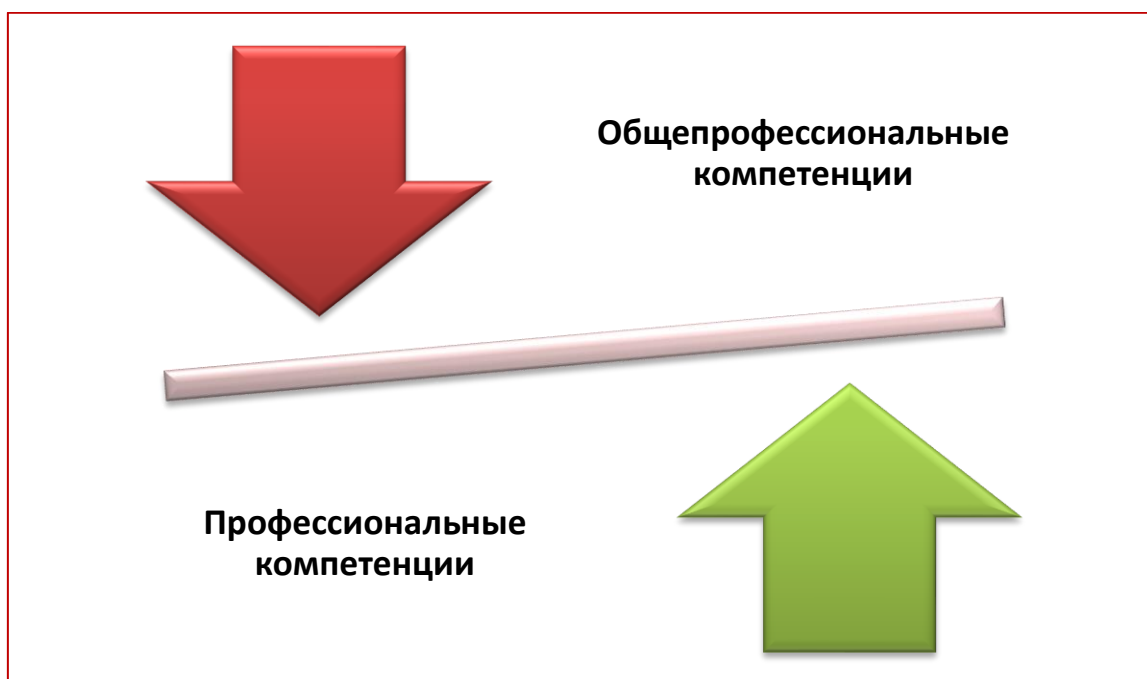 Общепрофессиональные
компетенции
Профессиональные
компетенции